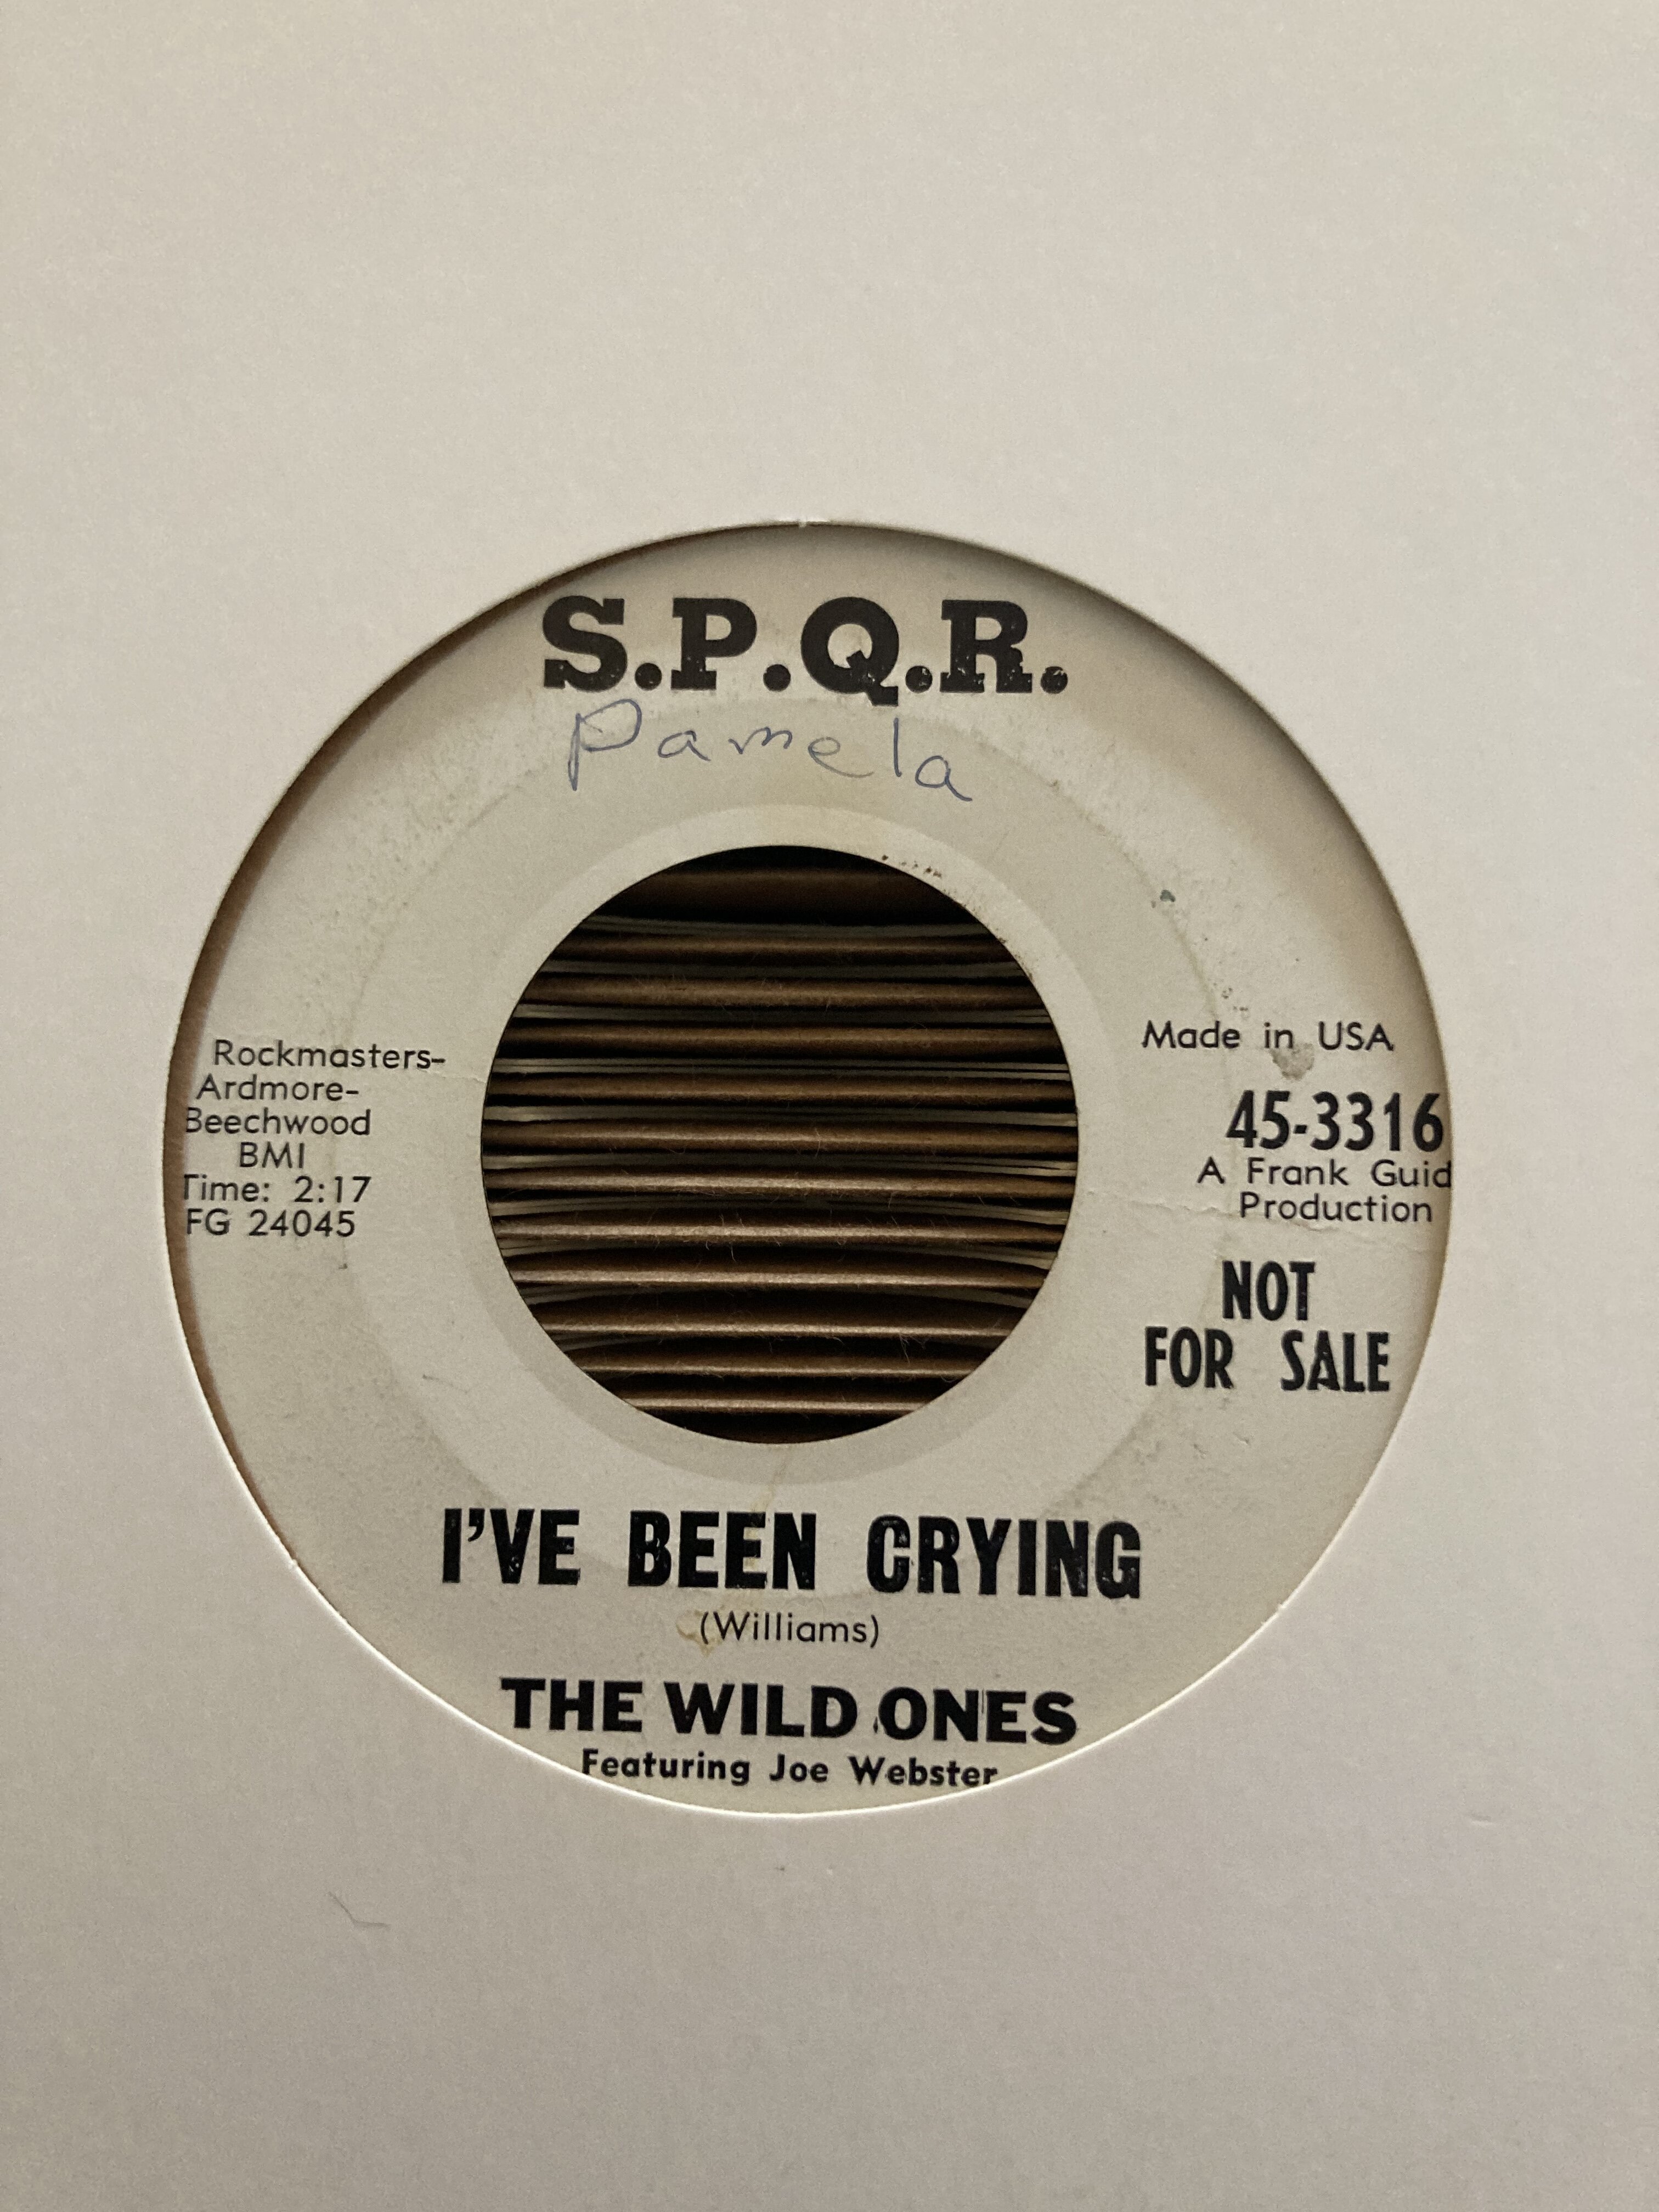 S.P.Q.R.
Pamela
Rockmasters-
Ardmore-
Beechwood
BMI
Time: 2:17
FG 24045
Made in USA
45-3316
A Frank Guid
Production
NOT
FOR SALE
I'VE BEEN CRYING
(Williams)
THE WILD ONES
Featuring Joe Webster